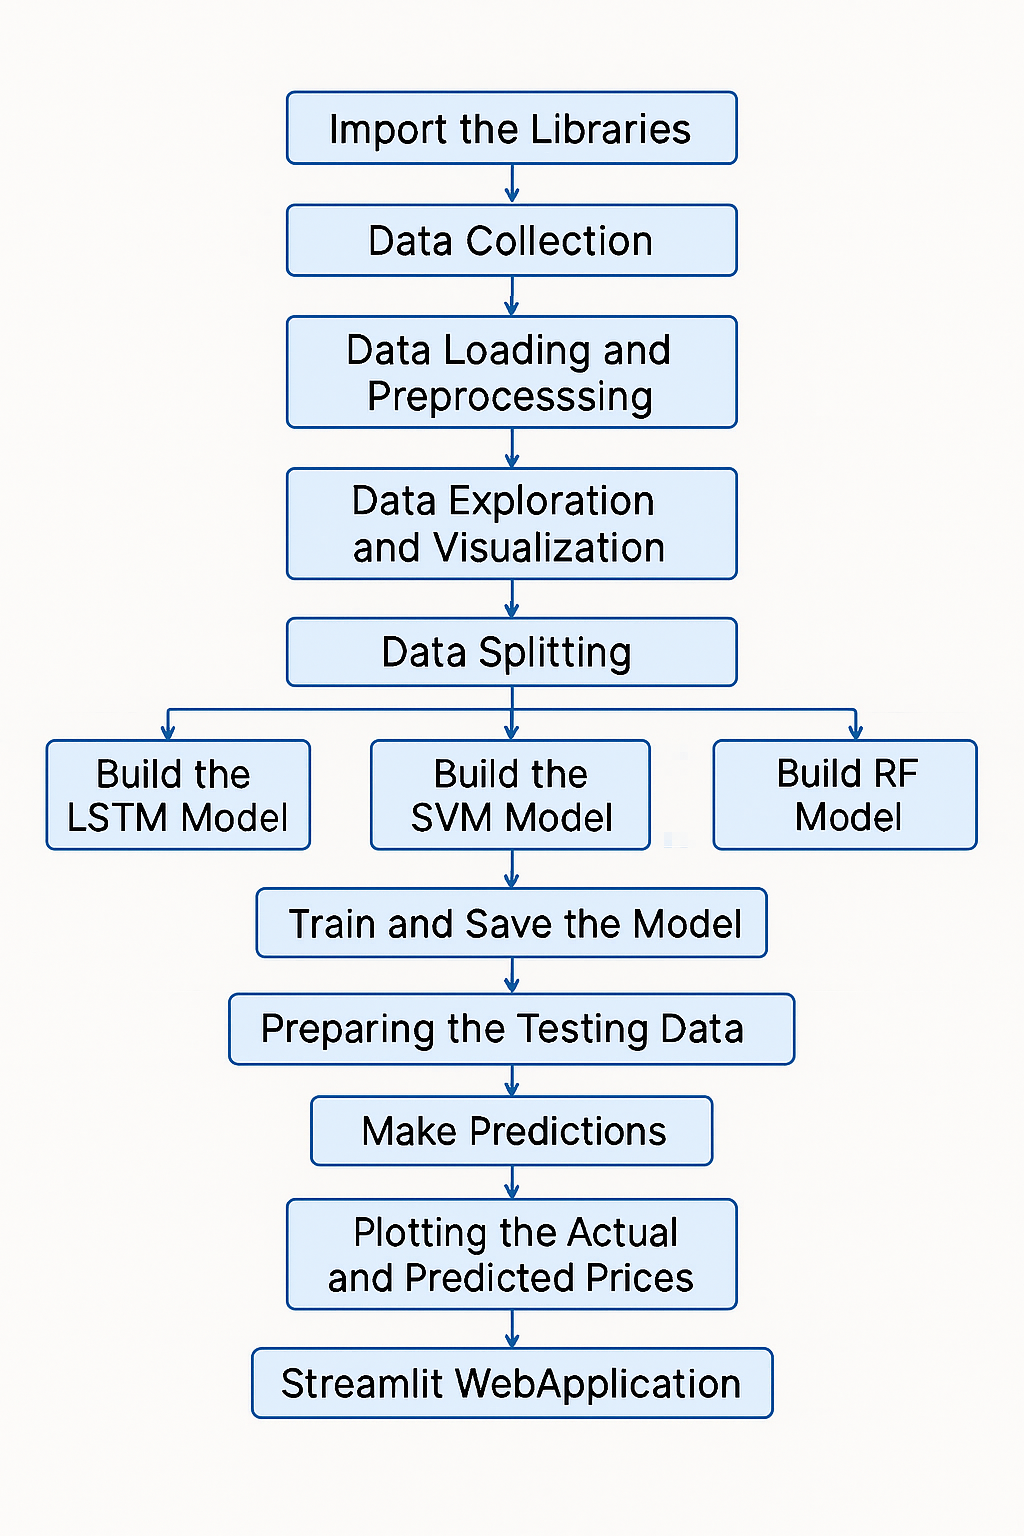 Import the Libraries
Data Collection
Data Loading and
Preprocesssing
Data Exploration
and Visualization
Data Splitting
Build the
LSTM Model
Build the
SVM Model
Build RF
Model
Train and Save the Model
Preparing the Testing Data
Make Predictions
Plotting the Actual
and Predicted Prices
Streamlit WebApplication